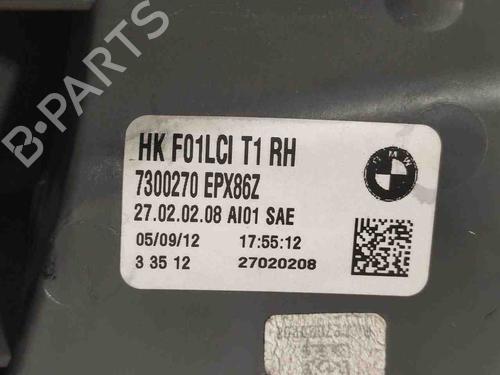 B-PARTS
HK F01LCI T1 RH
7300270 EPX86Z
27.02.02.08 AI01 SAE
05/09/12 17:55:12
3 35 12 27020208
BMW